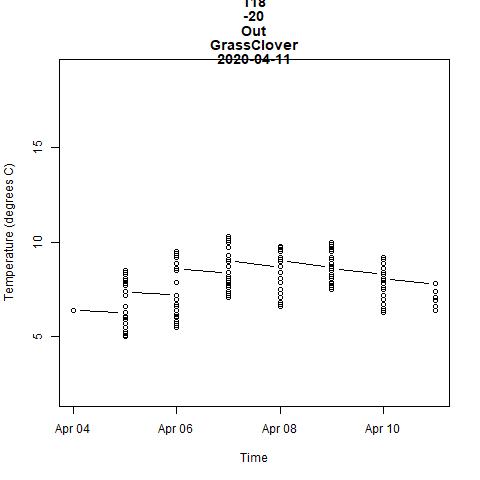 118
-20
Out
GrassClover
2020-04-11
Temperature (degrees C)
15
10
5
Apr 04
Apr 06
Apr 08
Apr 10
Time